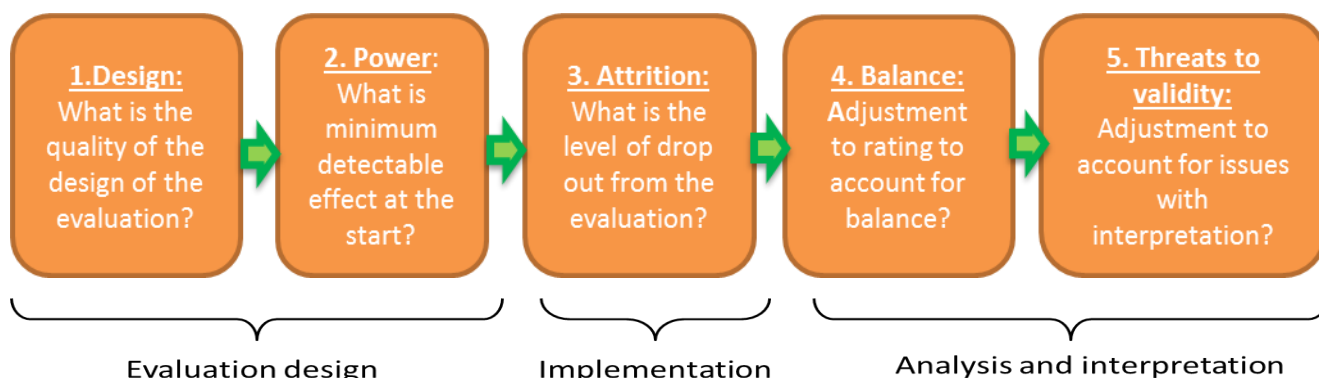 1.Design:
What is the
quality of the
design of the
evaluation?
2. Power:
What is
minimum
detectable
effect at the
start?
3. Attrition:
What is the
level of drop
out from the
evaluation?
4. Balance:
Adjustment
to rating to
account for
balance?
5. Threats to
validity:
Adjustment to
account for issues
with
interpretation?
Evaluation design
Implementation
Analysis and interpretation